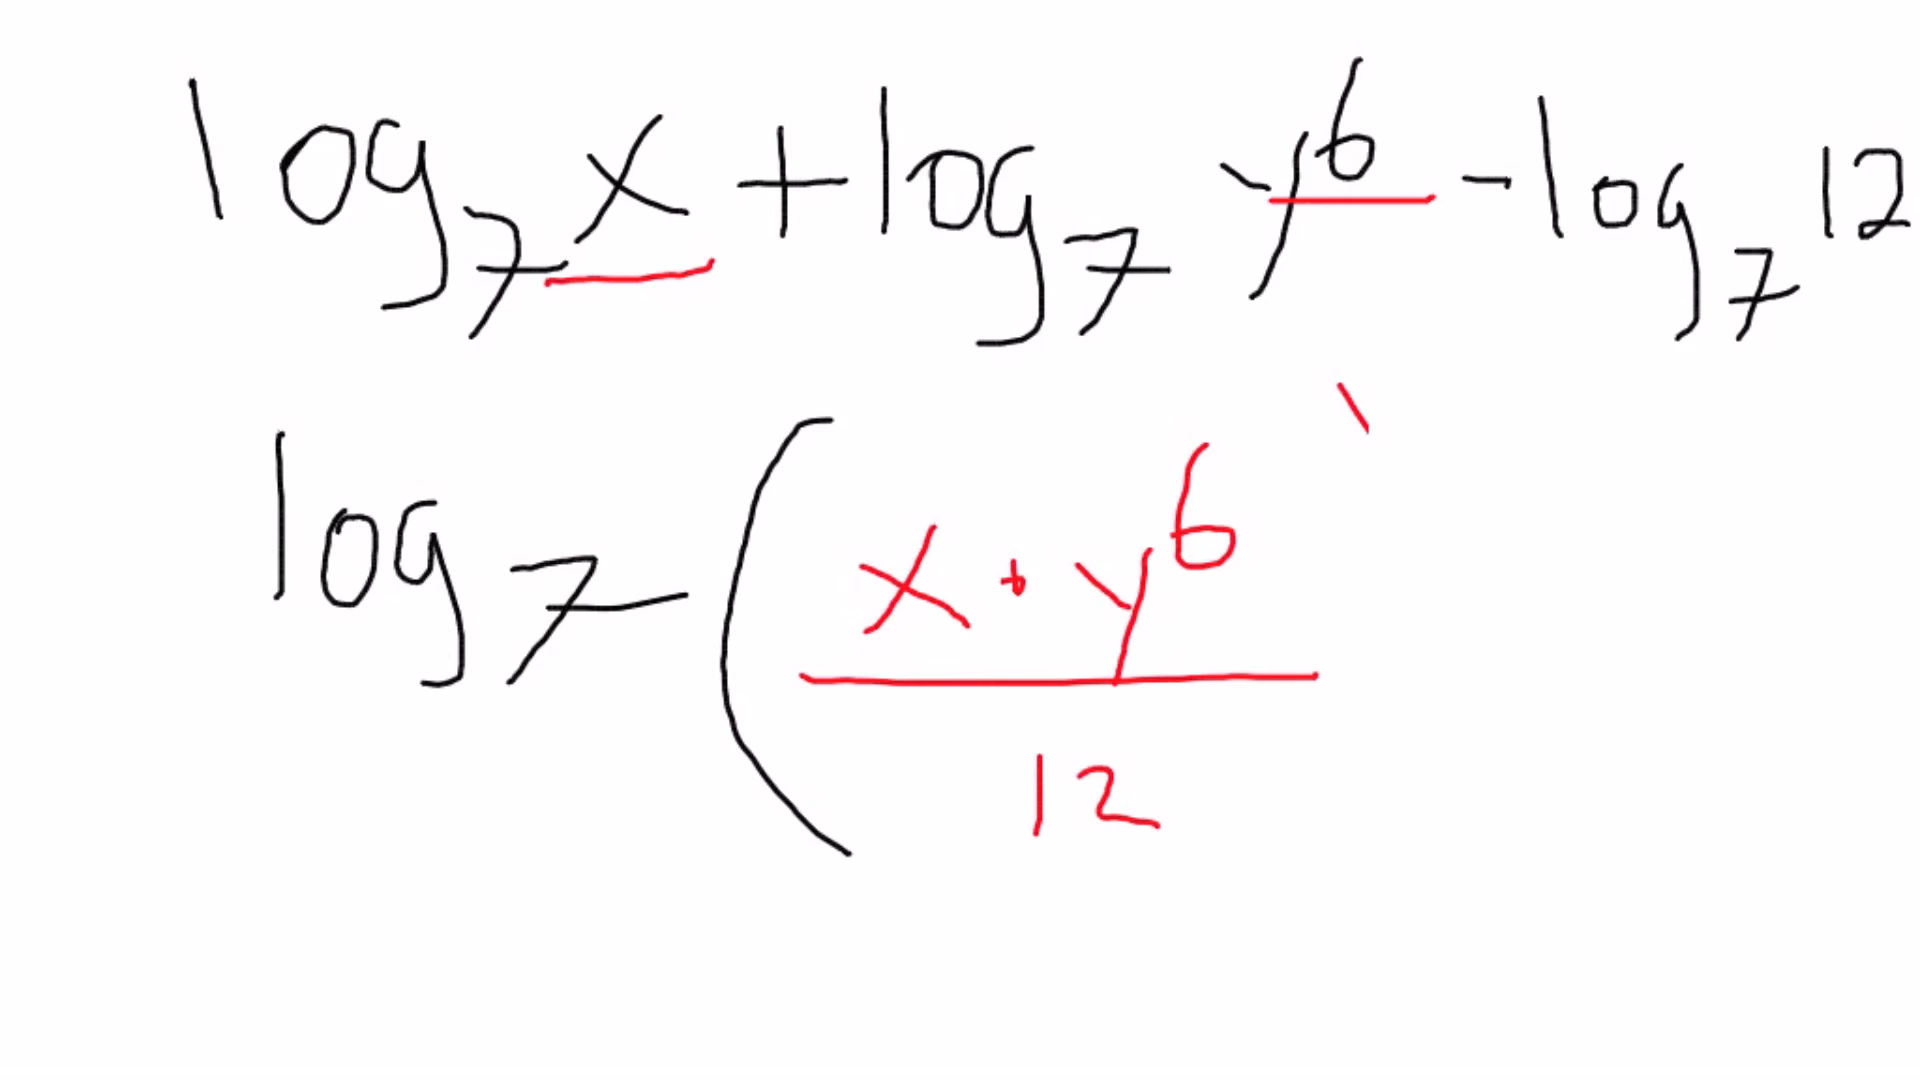 log₇ x + log₇ y⁶ - log₇ 12
log₇ ( x · y⁶ / 12